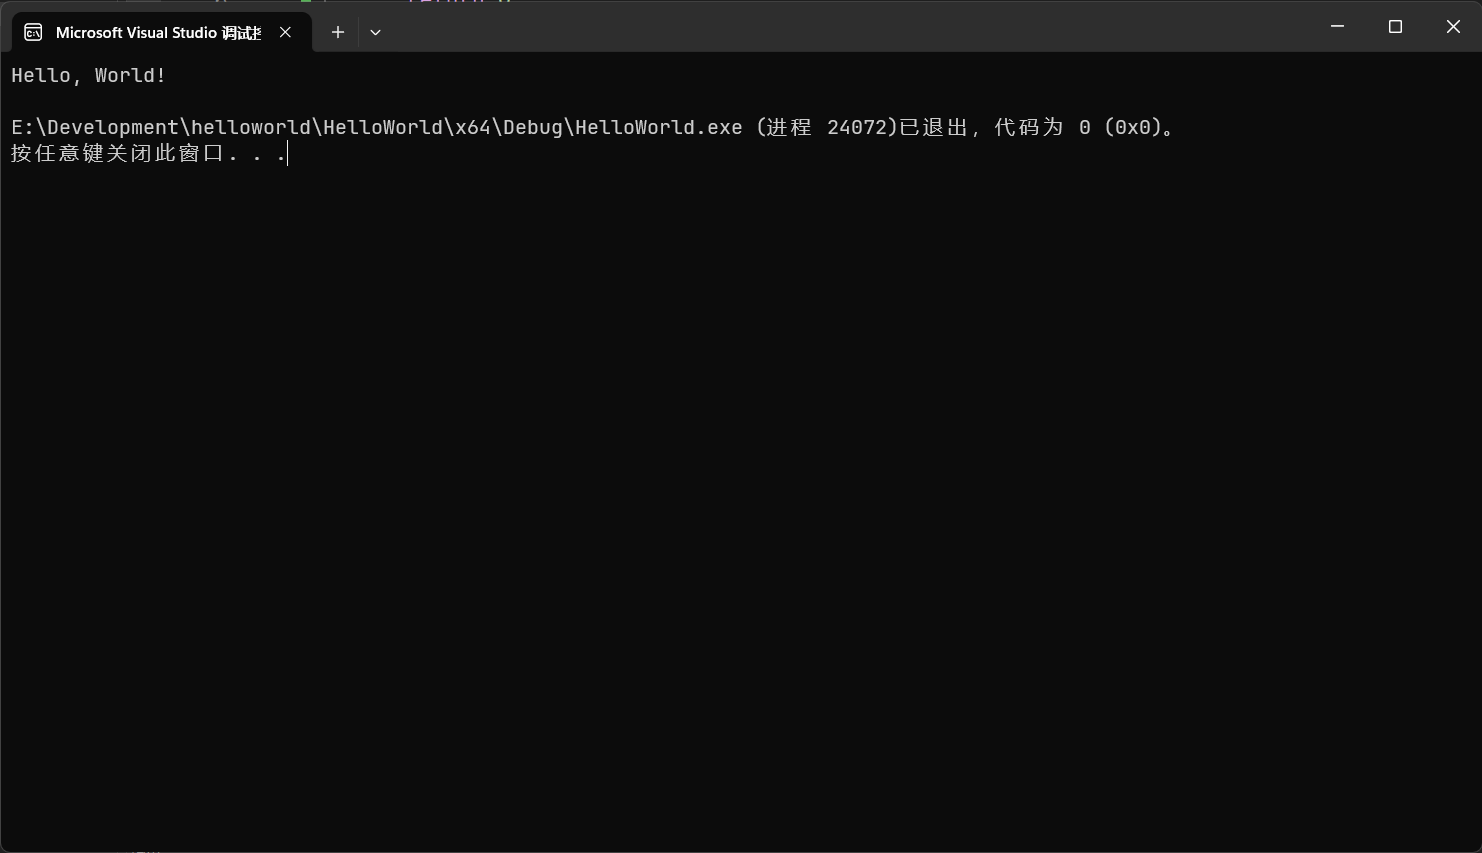 Microsoft Visual Studio 调试
Hello, World!
E:\Development\helloworld\HelloWorld\x64\Debug\HelloWorld.exe (进程 24072)已退出，代码为 0 (0x0)。
按任意键关闭此窗口. . .